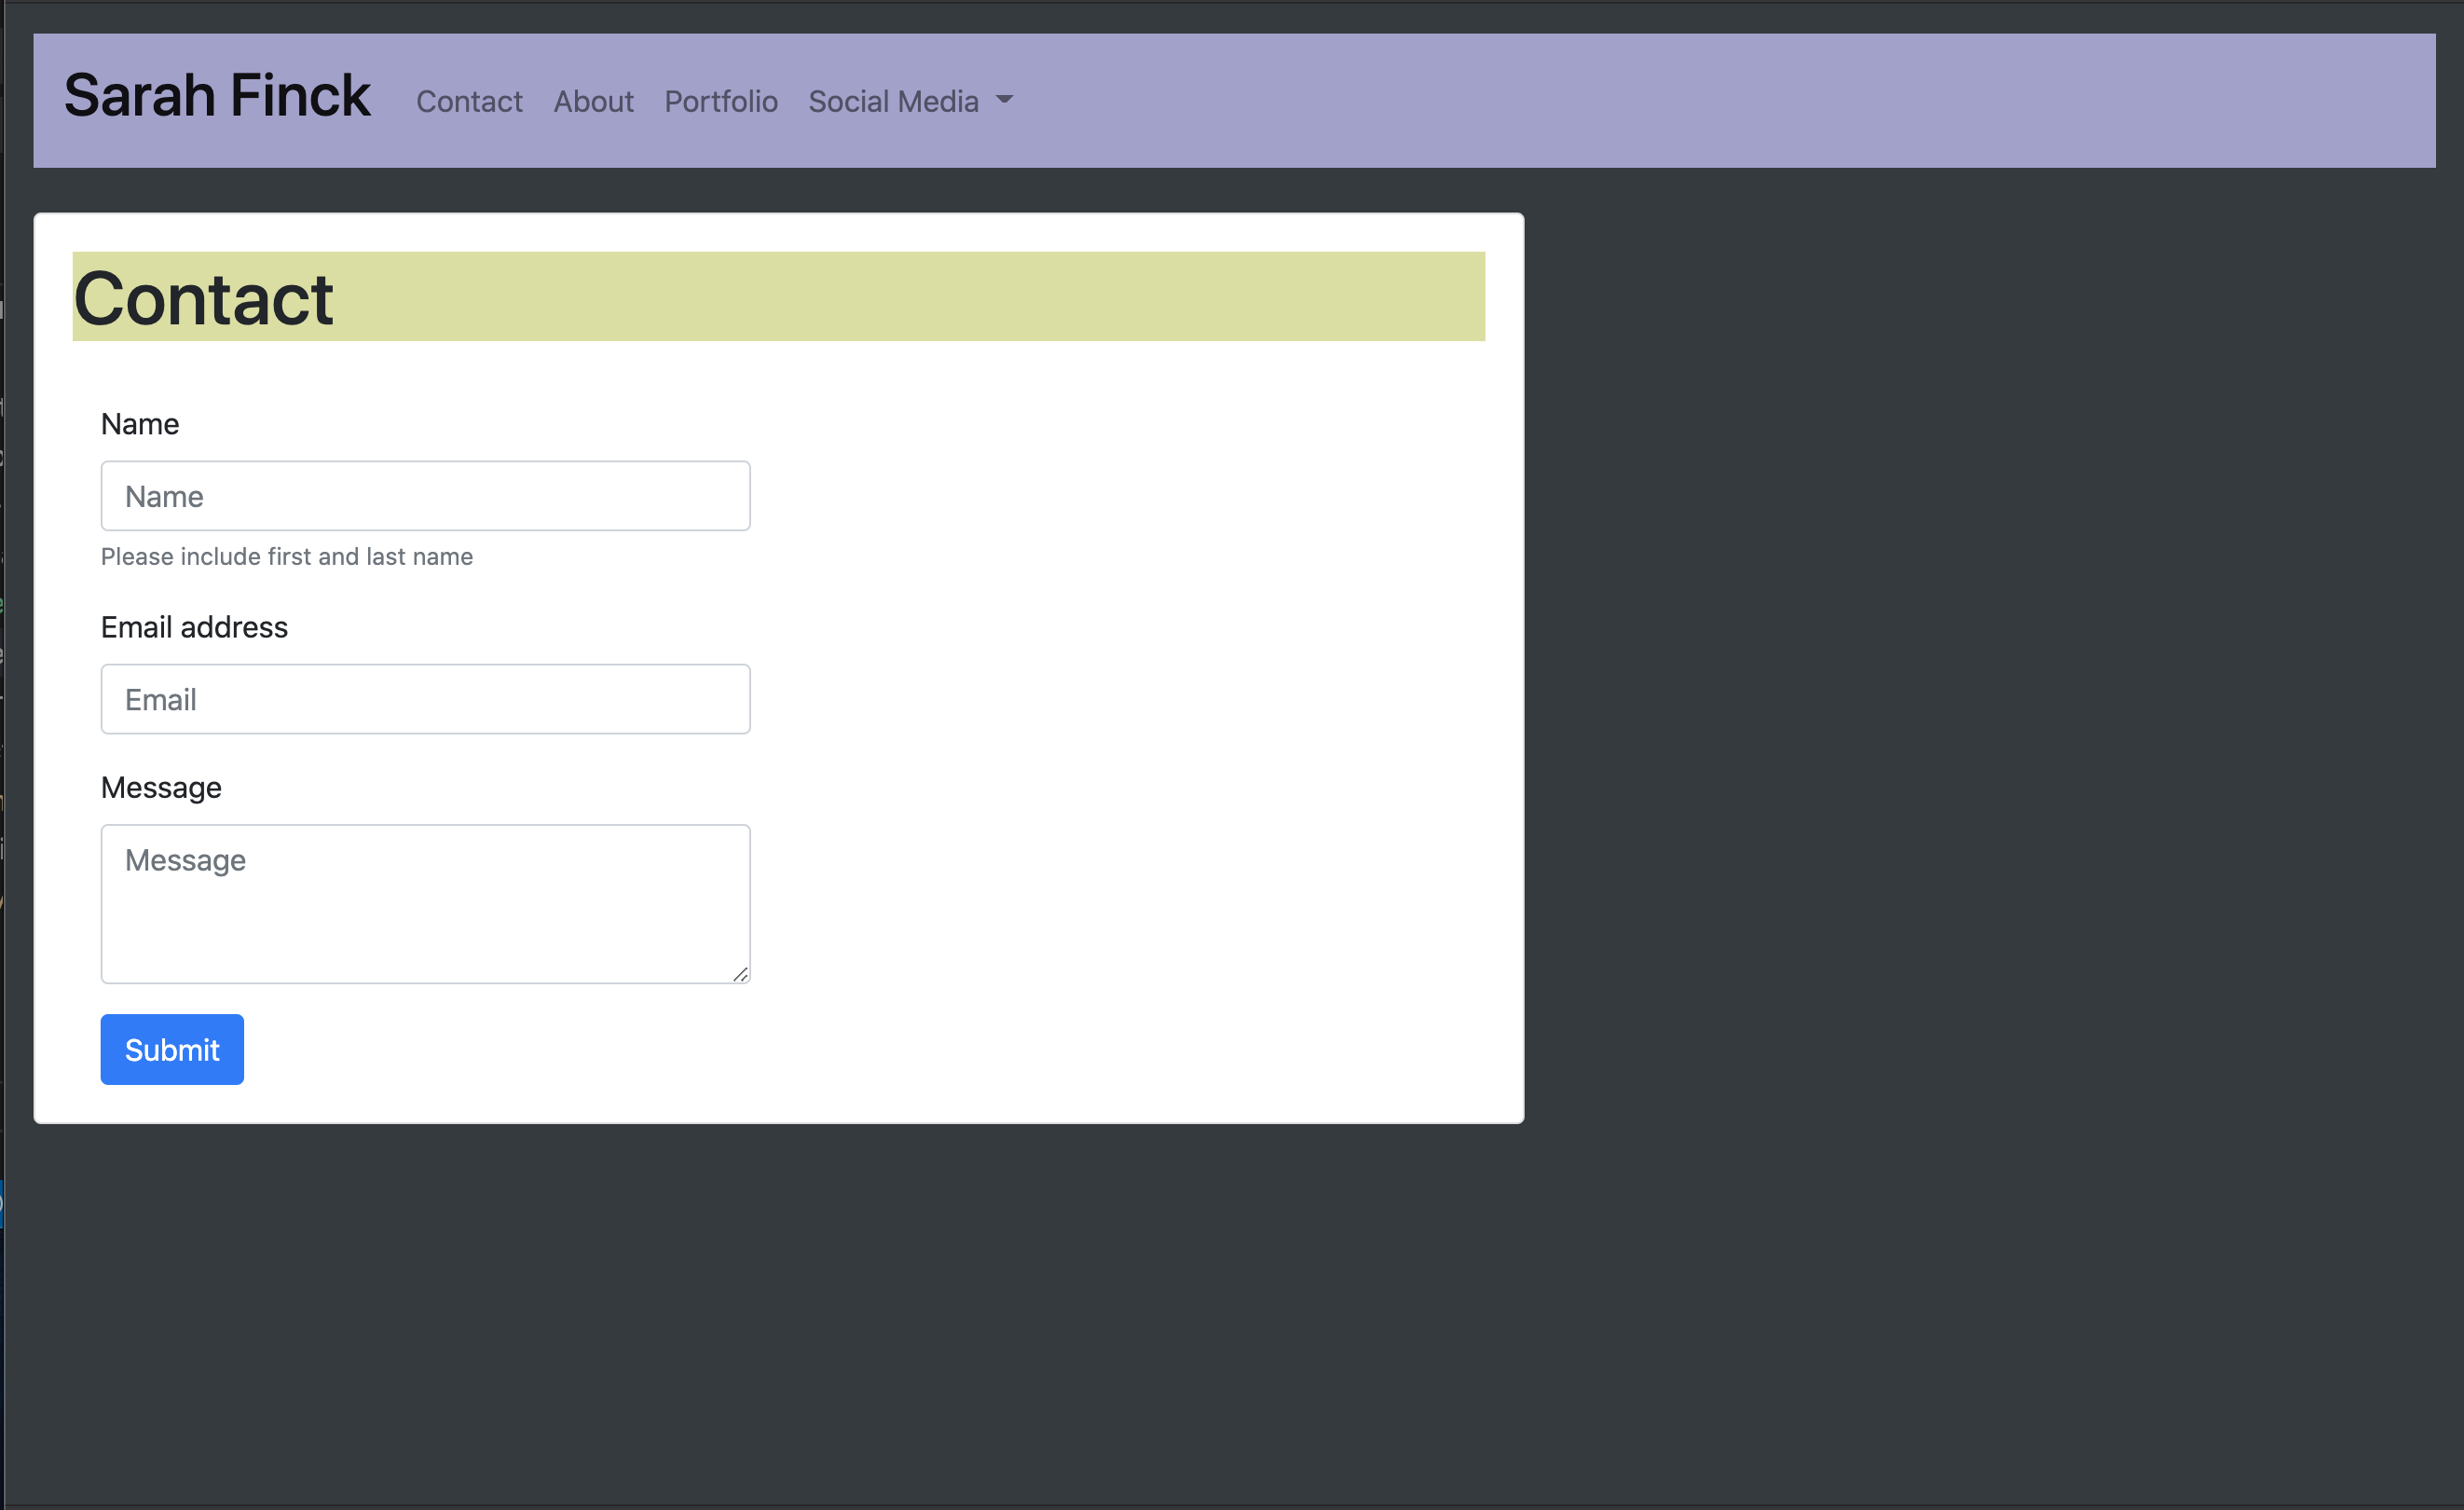 Sarah Finck Contact About Portfolio Social Media
Contact
Name
Name
Please include first and last name
Email address
Email
Message
Message
Submit